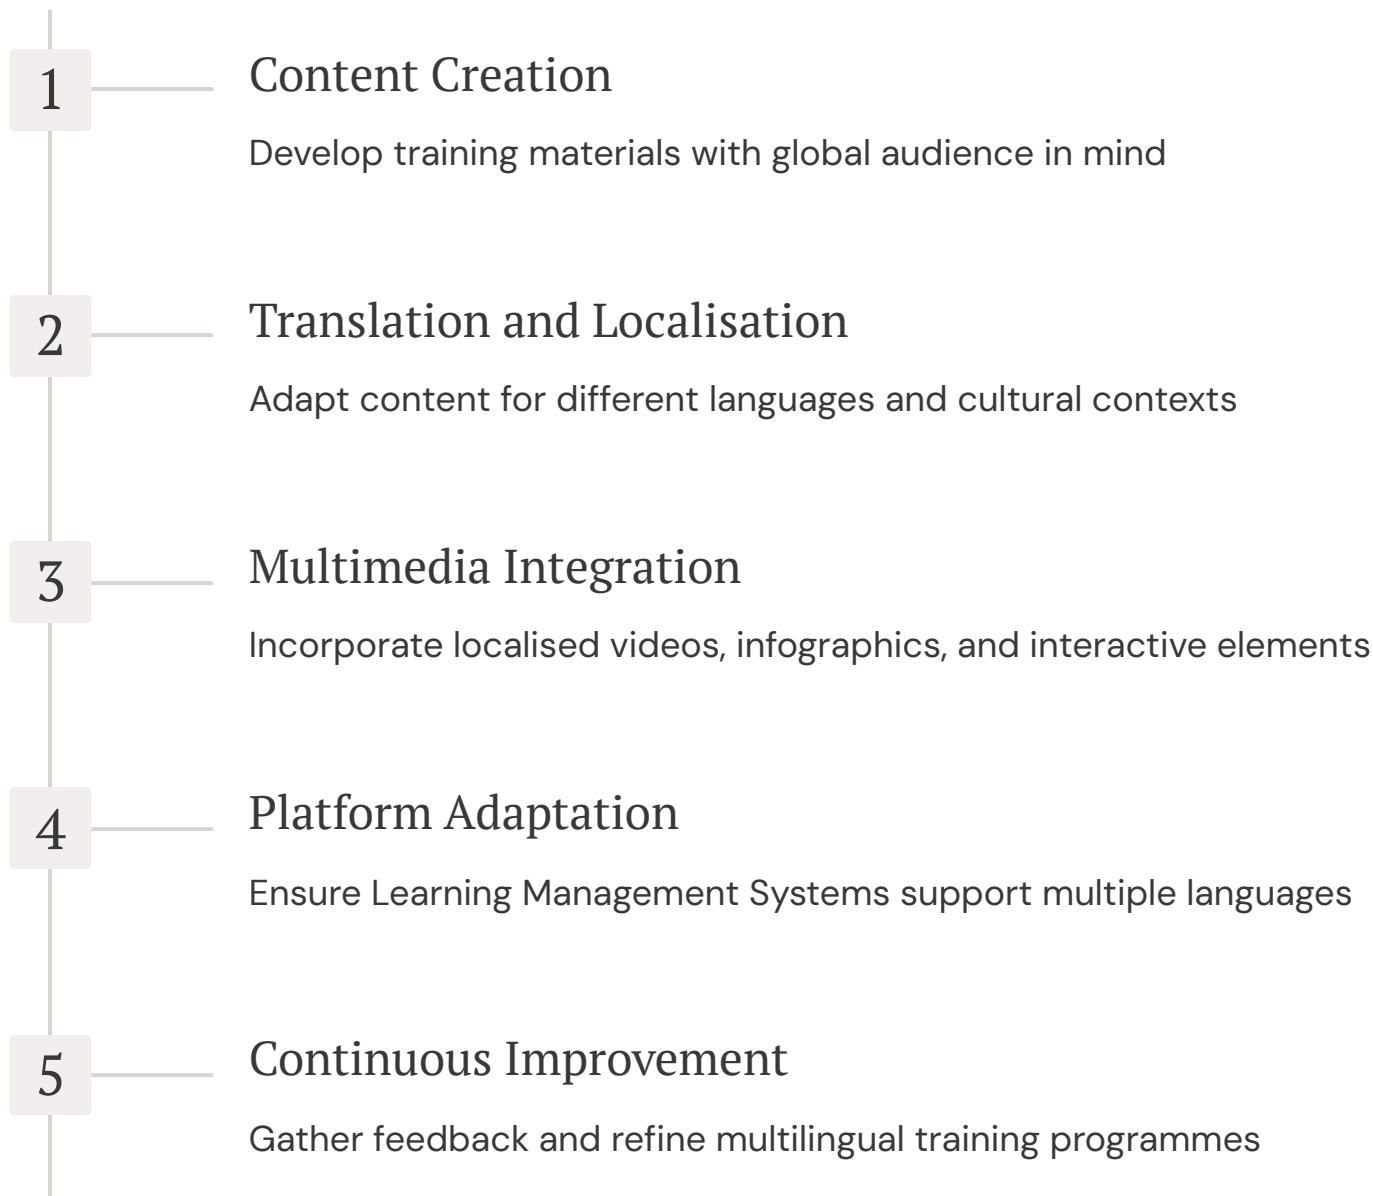 1
Content Creation
Develop training materials with global audience in mind
2
Translation and Localisation
Adapt content for different languages and cultural contexts
3
Multimedia Integration
Incorporate localised videos, infographics, and interactive elements
4
Platform Adaptation
Ensure Learning Management Systems support multiple languages
5
Continuous Improvement
Gather feedback and refine multilingual training programmes